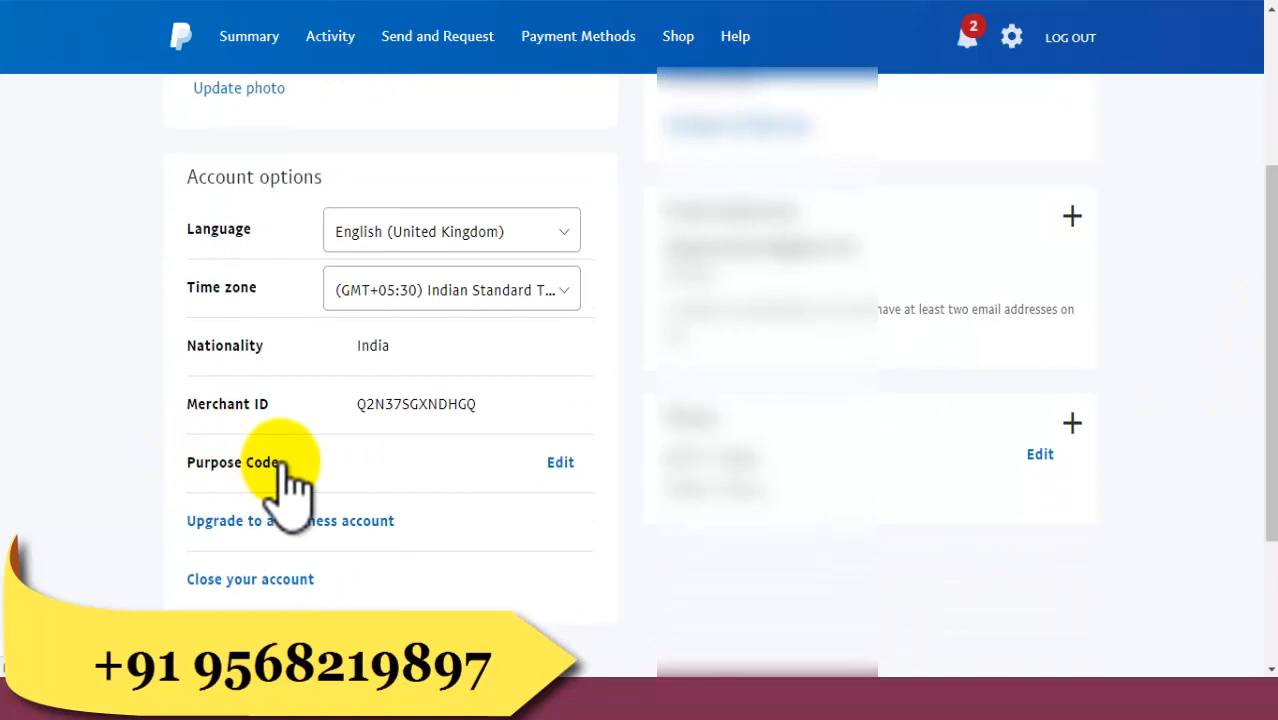 Summary Activity Send and Request Payment Methods Shop Help 2 LOG OUT
Update photo
Account options
Language English (United Kingdom)
Time zone (GMT+05:30) Indian Standard T...
Nationality India
Merchant ID Q2N37SGXNDHGQ
Purpose Code Edit
Upgrade to a ness account
Close your account
have at least two email addresses on
Edit
+91 9568219897